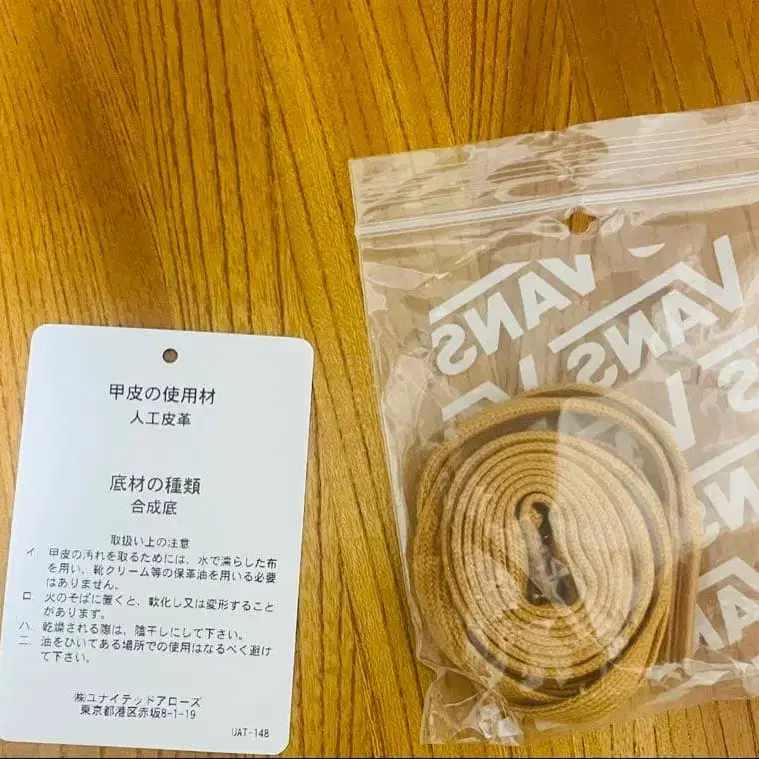 甲皮の使用材
人工皮革
底材の種類
合成底
取扱い上の注意
イ 甲皮の汚れを取るためには、水で濡らした布
を用い、靴クリーム等の保革油を用いる必要
はありません。
ロ 火のそばに置くと、軟化し又は変形すること
があります。
ハ 乾燥される際は、陰干しにして下さい。
ニ 油をひいてある場所での使用はなるべく避け
て下さい。
㈱ユナイテッドアローズ
東京都港区赤坂8-1-19
UAT-148
VANS
VANS